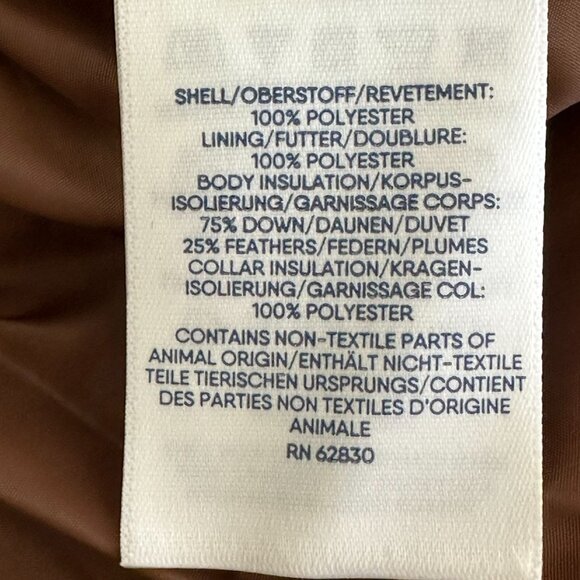 SHELL/OBERSTOFF/REVETEMENT:
100% POLYESTER
LINING/FUTTER/DOUBLURE:
100% POLYESTER
BODY INSULATION/KORPUS-
ISOLIERUNG/GARNISSAGE CORPS:
75% DOWN/DAUNEN/DUVET
25% FEATHERS/FEDERN/PLUMES
COLLAR INSULATION/KRAGEN-
ISOLIERUNG/GARNISSAGE COL:
100% POLYESTER
CONTAINS NON-TEXTILE PARTS OF
ANIMAL ORIGIN/ENTHÄLT NICHT-TEXTILE
TEILE TIERISCHEN URSPRUNGS/CONTIENT
DES PARTIES NON TEXTILES D'ORIGINE
ANIMALE
RN 62830